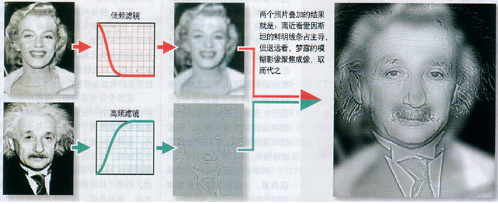 低频滤镜
两个照片叠加的结果
就是，离近看爱因斯
坦的鲜明线条占主导，
但退远看，梦露的模
糊影像聚焦成像，取
而代之
高频滤镜